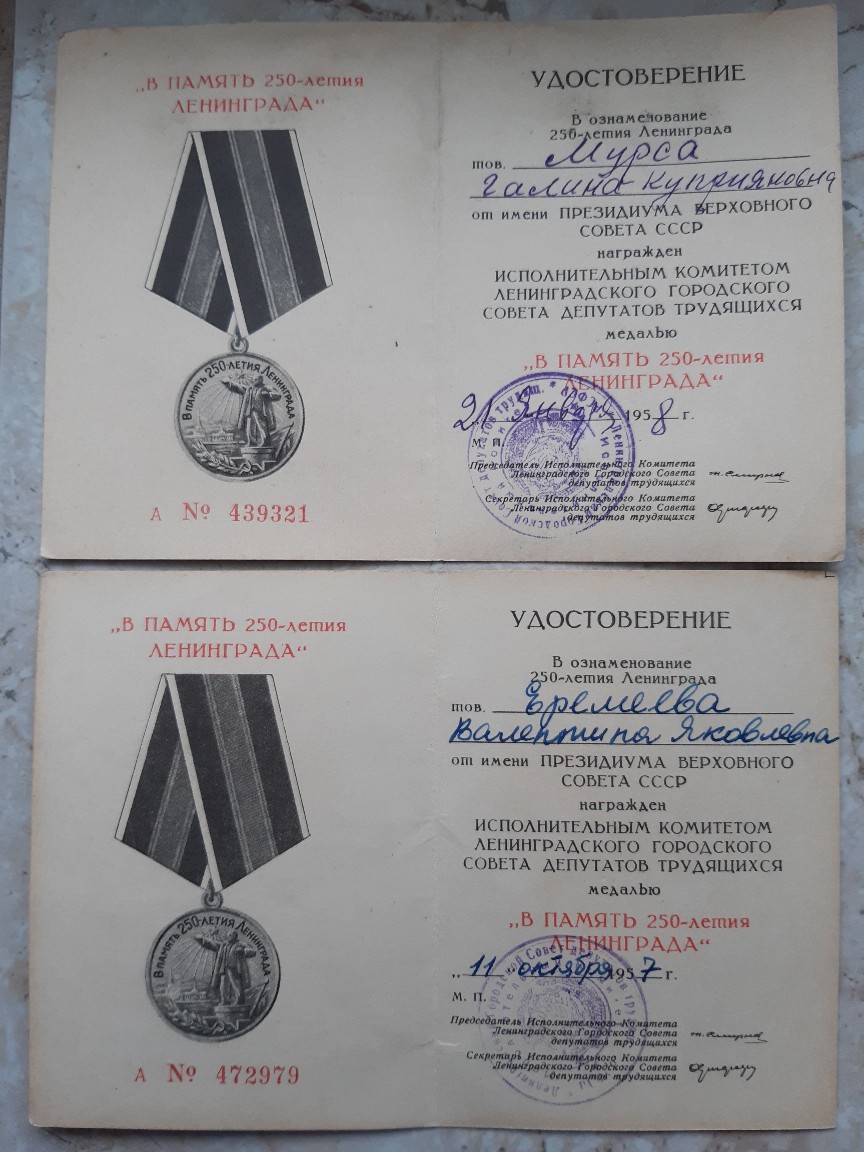 „В ПАМЯТЬ 250-летия
ЛЕНИНГРАДА“
В ПАМЯТЬ 250-ЛЕТИЯ ЛЕНИНГРАДА
А № 439321
УДОСТОВЕРЕНИЕ
В ознаменование
250-летия Ленинграда
тов. Мурса
Галина Куприяновна
от имени ПРЕЗИДИУМА ВЕРХОВНОГО
СОВЕТА СССР
награжден
ИСПОЛНИТЕЛЬНЫМ КОМИТЕТОМ
ЛЕНИНГРАДСКОГО ГОРОДСКОГО
СОВЕТА ДЕПУТАТОВ ТРУДЯЩИХСЯ
медалью
„В ПАМЯТЬ 250-летия
ЛЕНИНГРАДА“
21 января 1958 г.
М. П.
Председатель Исполнительного Комитета
Ленинградского Городского Совета
депутатов трудящихся
Секретарь Исполнительного Комитета
Ленинградского Городского Совета
депутатов трудящихся
„В ПАМЯТЬ 250-летия
ЛЕНИНГРАДА“
В ПАМЯТЬ 250-ЛЕТИЯ ЛЕНИНГРАДА
А № 472979
УДОСТОВЕРЕНИЕ
В ознаменование
250-летия Ленинграда
тов. Еремеева
Валентина Яковлевна
от имени ПРЕЗИДИУМА ВЕРХОВНОГО
СОВЕТА СССР
награжден
ИСПОЛНИТЕЛЬНЫМ КОМИТЕТОМ
ЛЕНИНГРАДСКОГО ГОРОДСКОГО
СОВЕТА ДЕПУТАТОВ ТРУДЯЩИХСЯ
медалью
„В ПАМЯТЬ 250-летия
ЛЕНИНГРАДА“
„11“ октября 1957 г.
М. П.
Председатель Исполнительного Комитета
Ленинградского Городского Совета
депутатов трудящихся
Секретарь Исполнительного Комитета
Ленинградского Городского Совета
депутатов трудящихся